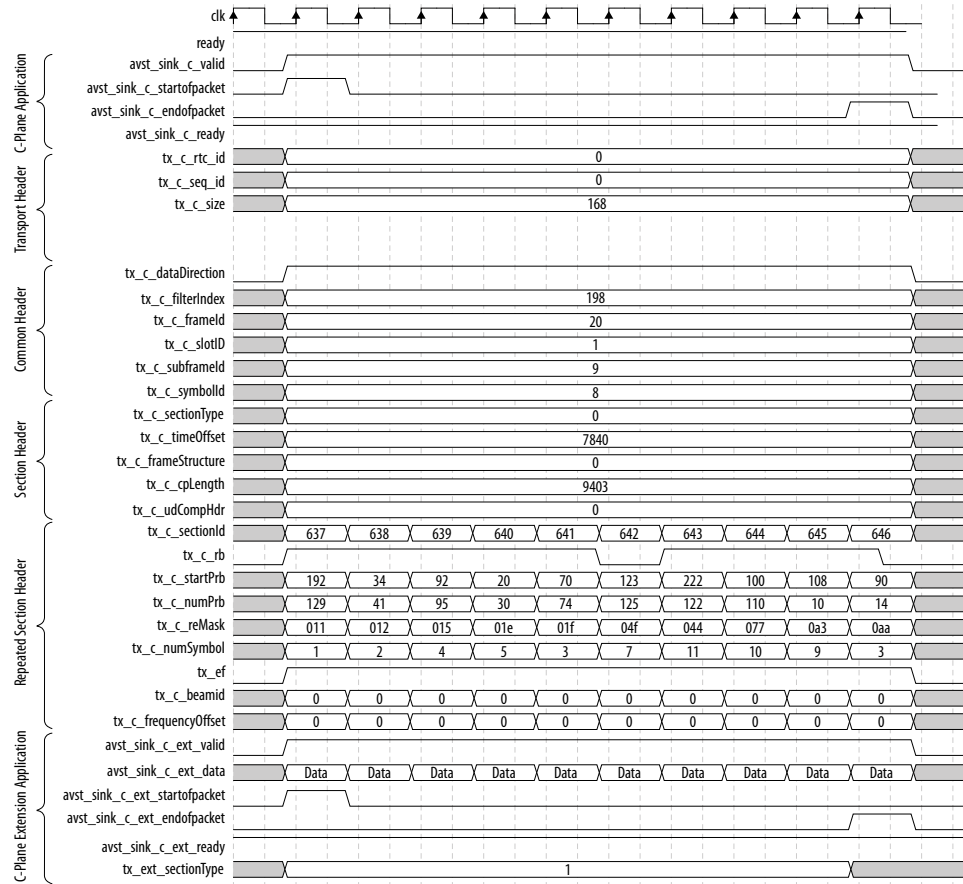 clk
ready
C-Plane Application
avst_sink_c_valid
avst_sink_c_startofpacket
avst_sink_c_endofpacket
avst_sink_c_ready
Transport Header
tx_c_rtc_id 0
tx_c_seq_id 0
tx_c_size 168
Common Header
tx_c_dataDirection
tx_c_filterIndex 198
tx_c_frameId 20
tx_c_slotID 1
tx_c_subframeId 9
tx_c_symbolId 8
Section Header
tx_c_sectionType 0
tx_c_timeOffset 7840
tx_c_frameStructure 0
tx_c_cpLength 9403
tx_c_udCompHdr 0
Repeated Section Header
tx_c_sectionId 637 638 639 640 641 642 643 644 645 646
tx_c_rb
tx_c_startPrb 192 34 92 20 70 123 222 100 108 90
tx_c_numPrb 129 41 95 30 74 125 122 110 10 14
tx_c_reMask 011 012 015 01e 01f 04f 044 077 0a3 0aa
tx_c_numSymbol 1 2 4 5 3 7 11 10 9 3
tx_ef
tx_c_beamid 0 0 0 0 0 0 0 0 0 0
tx_c_frequencyOffset 0 0 0 0 0 0 0 0 0 0
C-Plane Extension Application
avst_sink_c_ext_valid
avst_sink_c_ext_data Data Data Data Data Data Data Data Data Data Data
avst_sink_c_ext_startofpacket
avst_sink_c_ext_endofpacket
avst_sink_c_ext_ready
tx_ext_sectionType 1